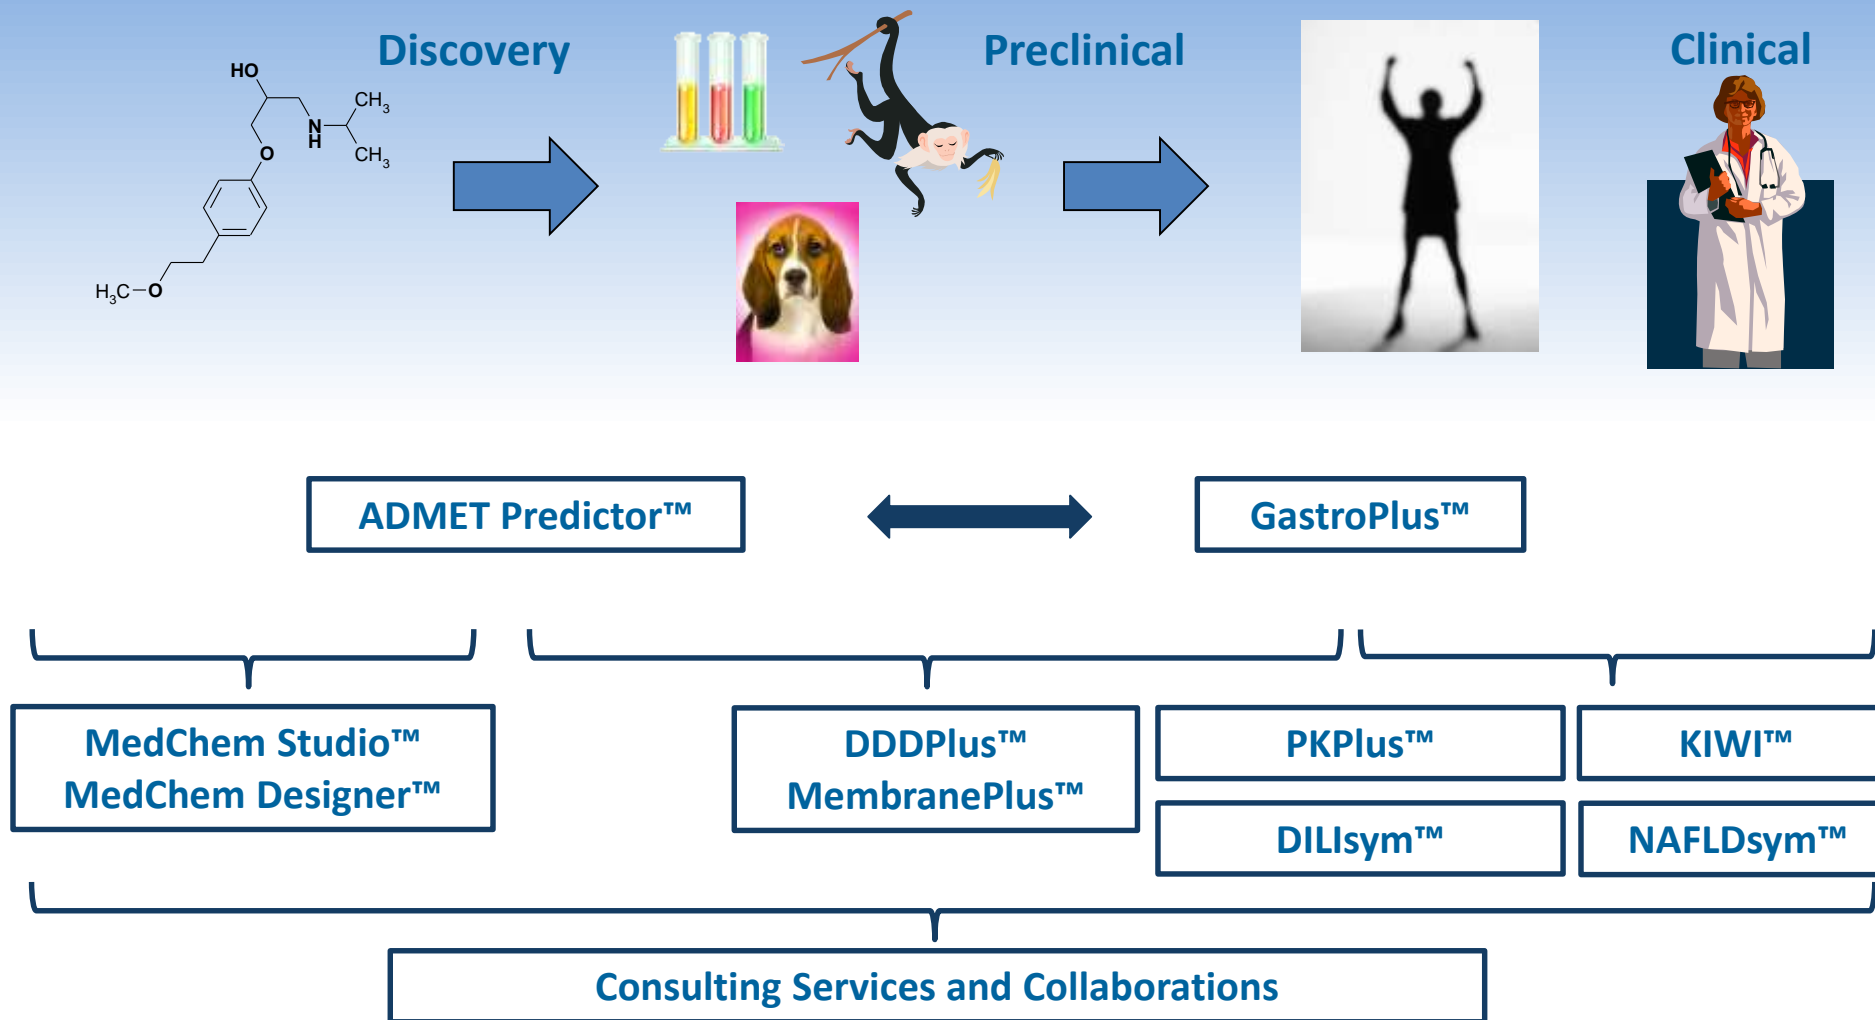 Discovery
Preclinical
Clinical
HO
CH3
N
H
CH3
O
H3C-O
ADMET Predictor™
GastroPlus™
MedChem Studio™
MedChem Designer™
DDDPlus™
MembranePlus™
PKPlus™
KIWI™
DILIsym™
NAFLDsym™
Consulting Services and Collaborations